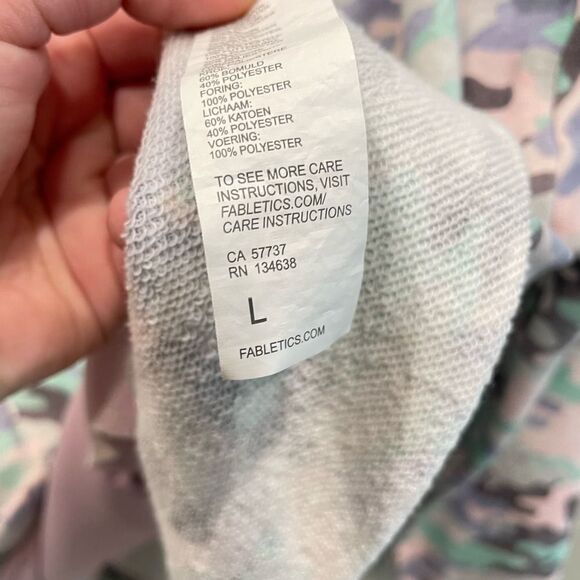 60% BOMULD
40% POLYESTER
FORING:
100% POLYESTER
LICHAAM:
60% KATOEN
40% POLYESTER
VOERING:
100% POLYESTER
TO SEE MORE CARE
INSTRUCTIONS, VISIT
FABLETICS.COM/
CARE INSTRUCTIONS
CA 57737
RN 134638
L
FABLETICS.COM